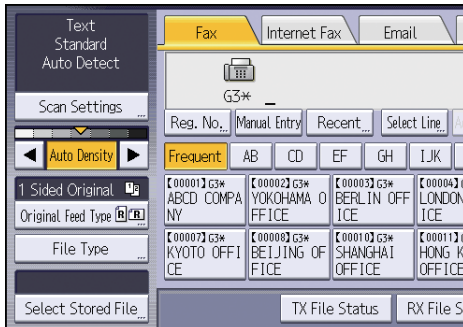 Text
Standard
Auto Detect
Scan Settings
Auto Density
1 Sided Original
Original Feed Type
File Type
Select Stored File
Fax
Internet Fax
Email
G3* _
Reg. No.
Manual Entry
Recent
Select Line
Frequent
AB
CD
EF
GH
IJK
【00001】G3*
ABCD COMPA
NY
【00002】G3*
YOKOHAMA O
FFICE
【00003】G3*
BERLIN OFF
ICE
【00004】
LONDON
ICE
【00007】G3*
KYOTO OFFI
CE
【00008】G3*
BEIJING OF
FICE
【00010】G3*
SHANGHAI
OFFICE
【00011】
HONG K
OFFICE
TX File Status
RX File S